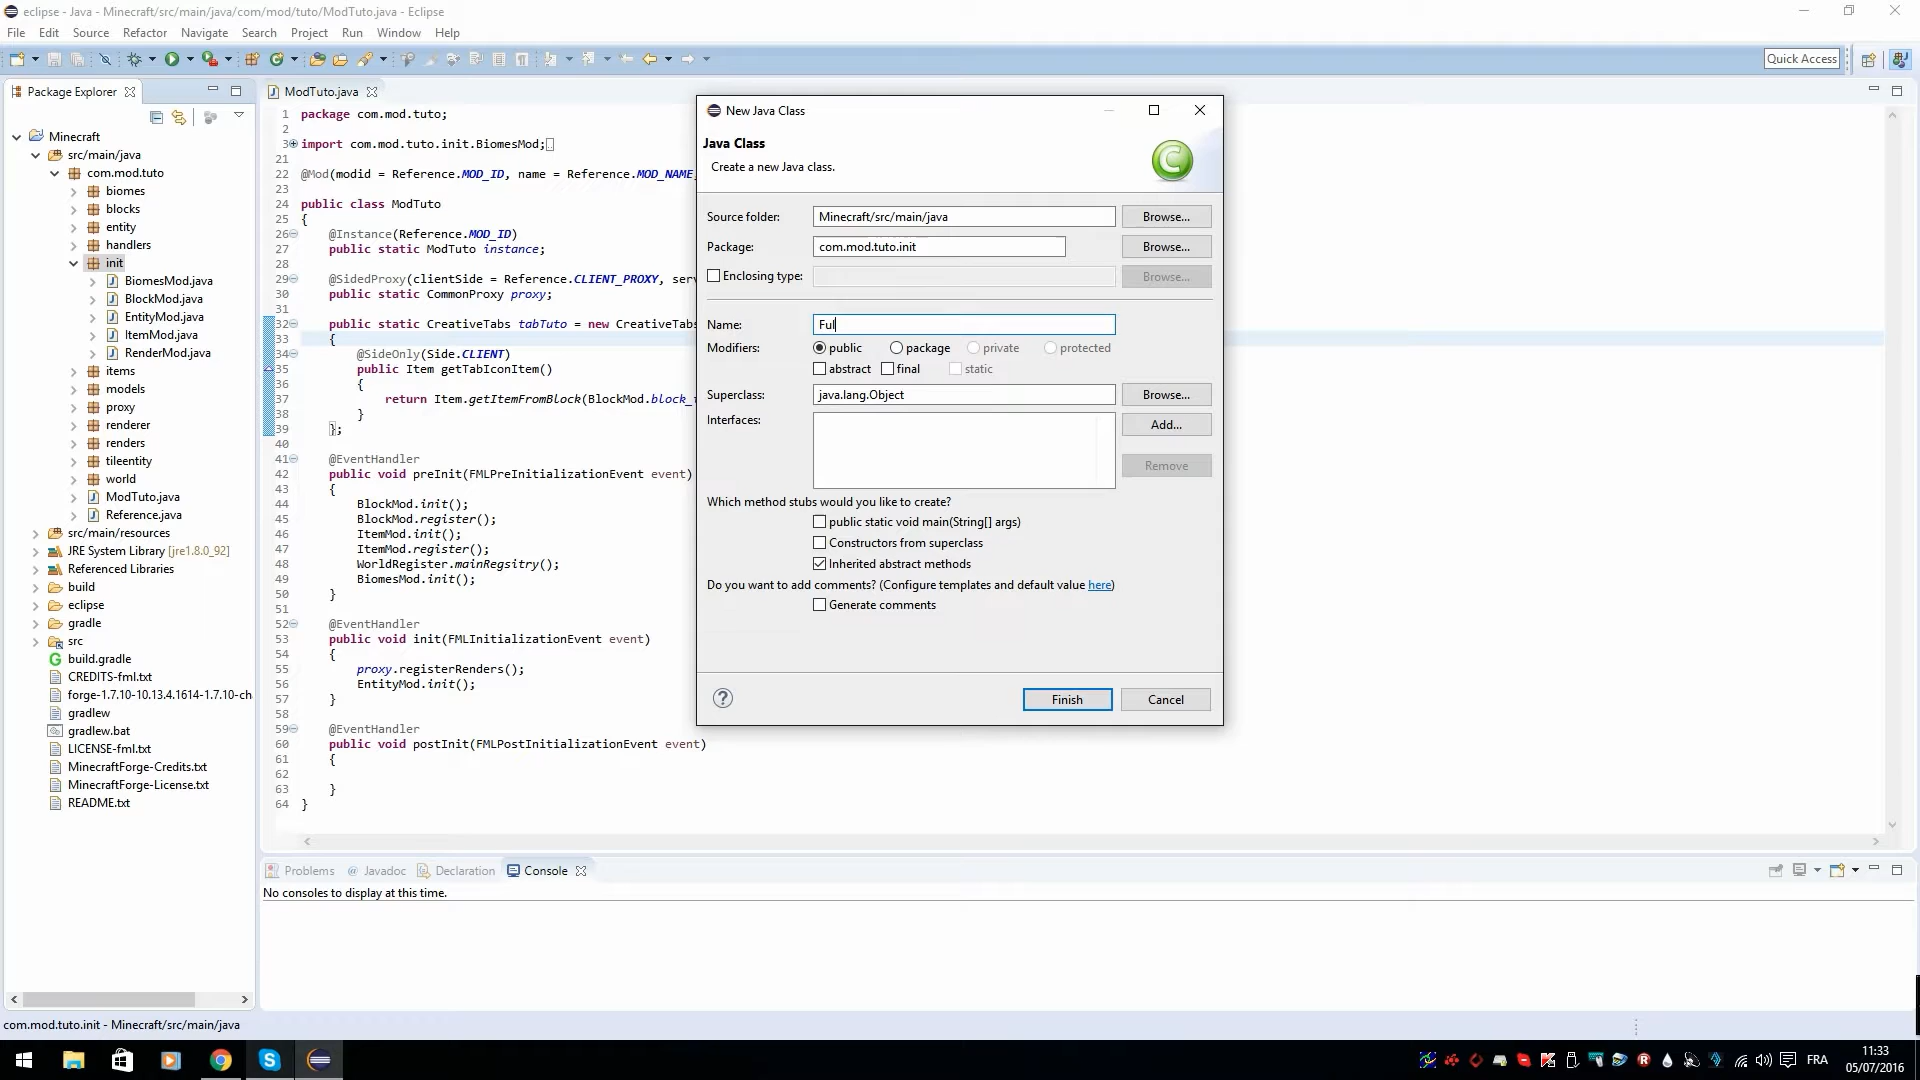 eclipse - Java - Minecraft/src/main/java/com/mod/tuto/ModTuto.java - Eclipse
File Edit Source Refactor Navigate Search Project Run Window Help
Quick Access
Package Explorer
Minecraft
src/main/java
com.mod.tuto
biomes
blocks
entity
handlers
init
BiomesMod.java
BlockMod.java
EntityMod.java
ItemMod.java
RenderMod.java
items
models
proxy
renderer
renders
tileentity
world
ModTuto.java
Reference.java
src/main/resources
JRE System Library [jre1.8.0_92]
Referenced Libraries
build
eclipse
gradle
src
build.gradle
CREDITS-fml.txt
forge-1.7.10-10.13.4.1614-1.7.10-ch
gradlew
gradlew.bat
LICENSE-fml.txt
MinecraftForge-Credits.txt
MinecraftForge-License.txt
README.txt
ModTuto.java
1 package com.mod.tuto;
2
3 import com.mod.tuto.init.BiomesMod;
21
22 @Mod(modid = Reference.MOD_ID, name = Reference.MOD_NAME,
23
24 public class ModTuto
25 {
26 @Instance(Reference.MOD_ID)
27 public static ModTuto instance;
28
29 @SidedProxy(clientSide = Reference.CLIENT_PROXY, serv
30 public static CommonProxy proxy;
31
32 public static CreativeTabs tabTuto = new CreativeTabs
33 {
34 @SideOnly(Side.CLIENT)
35 public Item getTabIconItem()
36 {
37 return Item.getItemFromBlock(BlockMod.block_t
38 }
39 };
40
41 @EventHandler
42 public void preInit(FMLPreInitializationEvent event)
43 {
44 BlockMod.init();
45 BlockMod.register();
46 ItemMod.init();
47 ItemMod.register();
48 WorldRegister.mainRegsitry();
49 BiomesMod.init();
50 }
51
52 @EventHandler
53 public void init(FMLInitializationEvent event)
54 {
55 proxy.registerRenders();
56 EntityMod.init();
57 }
58
59 @EventHandler
60 public void postInit(FMLPostInitializationEvent event)
61 {
62
63 }
64 }
New Java Class
Java Class
Create a new Java class.
Source folder: Minecraft/src/main/java Browse...
Package: com.mod.tuto.init Browse...
Enclosing type: Browse...
Name: Ful
Modifiers: public package private protected
abstract final static
Superclass: java.lang.Object Browse...
Interfaces: Add...
Remove
Which method stubs would you like to create?
public static void main(String[] args)
Constructors from superclass
Inherited abstract methods
Do you want to add comments? (Configure templates and default value here)
Generate comments
Finish Cancel
Problems @ Javadoc Declaration Console
No consoles to display at this time.
com.mod.tuto.init - Minecraft/src/main/java
FRA
11:33
05/07/2016